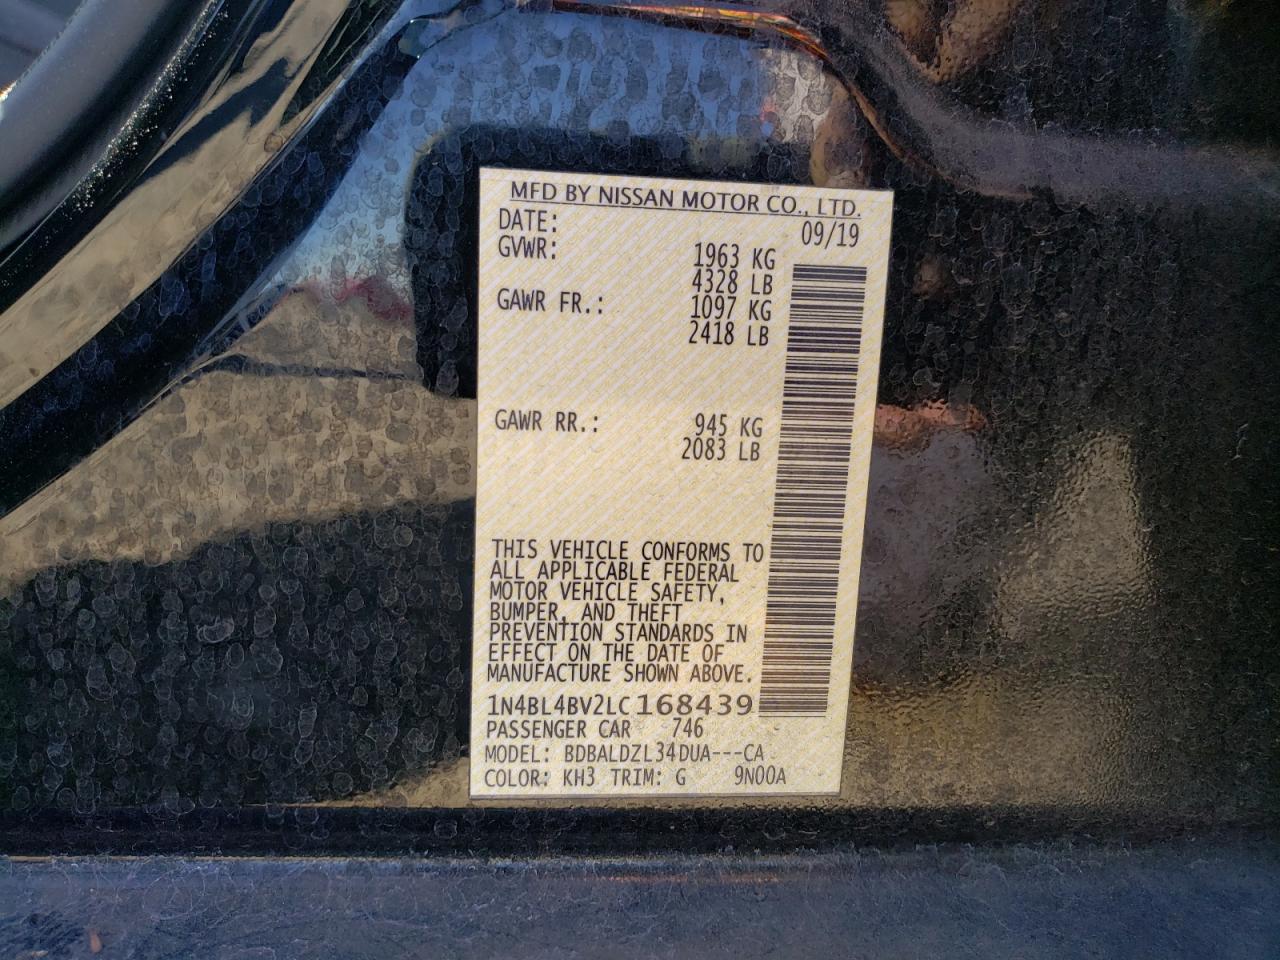 MFD BY NISSAN MOTOR CO., LTD.
DATE: 09/19
GVWR: 1963 KG
4328 LB
GAWR FR.: 1097 KG
2418 LB
GAWR RR.: 945 KG
2083 LB
THIS VEHICLE CONFORMS TO
ALL APPLICABLE FEDERAL
MOTOR VEHICLE SAFETY,
BUMPER, AND THEFT
PREVENTION STANDARDS IN
EFFECT ON THE DATE OF
MANUFACTURE SHOWN ABOVE.
1N4BL4BV2LC168439
PASSENGER CAR 746
MODEL: BDBALDZL34DUA---CA
COLOR: KH3 TRIM: G 9N00A